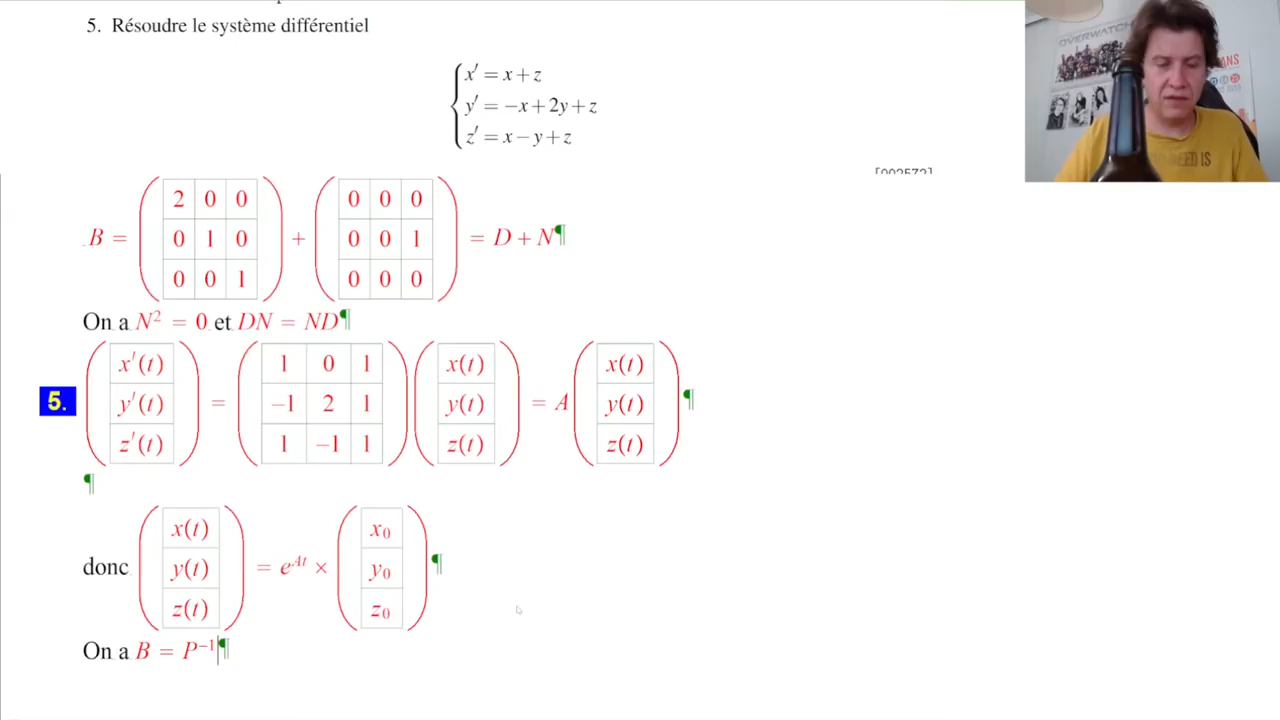 5. Résoudre le système différentiel
x′ = x + z
y′ = −x + 2y + z
z′ = x − y + z
OVERWATCH
B = ( 2 0 0
0 1 0
0 0 1 ) + ( 0 0 0
0 0 1
0 0 0 ) = D + N¶
On a N² = 0 et DN = ND¶
5. ( x′(t)
y′(t)
z′(t) ) = ( 1 0 1
−1 2 1
1 −1 1 ) ( x(t)
y(t)
z(t) ) = A ( x(t)
y(t)
z(t) ) ¶
¶
donc ( x(t)
y(t)
z(t) ) = e^{At} × ( x₀
y₀
z₀ ) ¶
On a B = P⁻¹¶